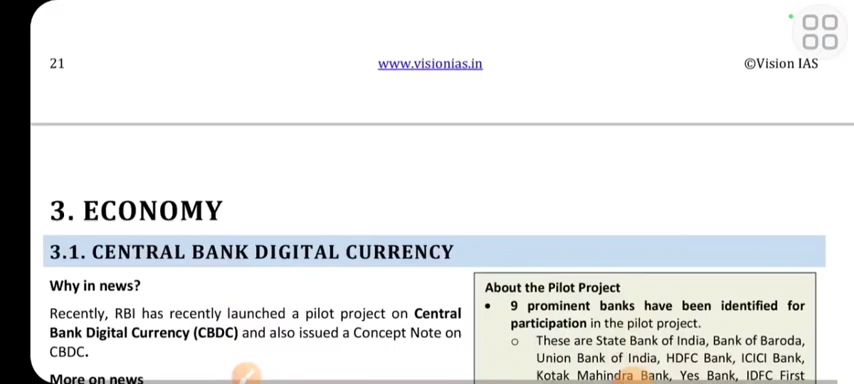 21 www.visionias.in ©Vision IAS
3. ECONOMY
3.1. CENTRAL BANK DIGITAL CURRENCY
Why in news?
Recently, RBI has recently launched a pilot project on Central
Bank Digital Currency (CBDC) and also issued a Concept Note on
CBDC.
More on news
About the Pilot Project
• 9 prominent banks have been identified for
participation in the pilot project.
o These are State Bank of India, Bank of Baroda,
Union Bank of India, HDFC Bank, ICICI Bank,
Kotak Mahindra Bank, Yes Bank, IDFC First